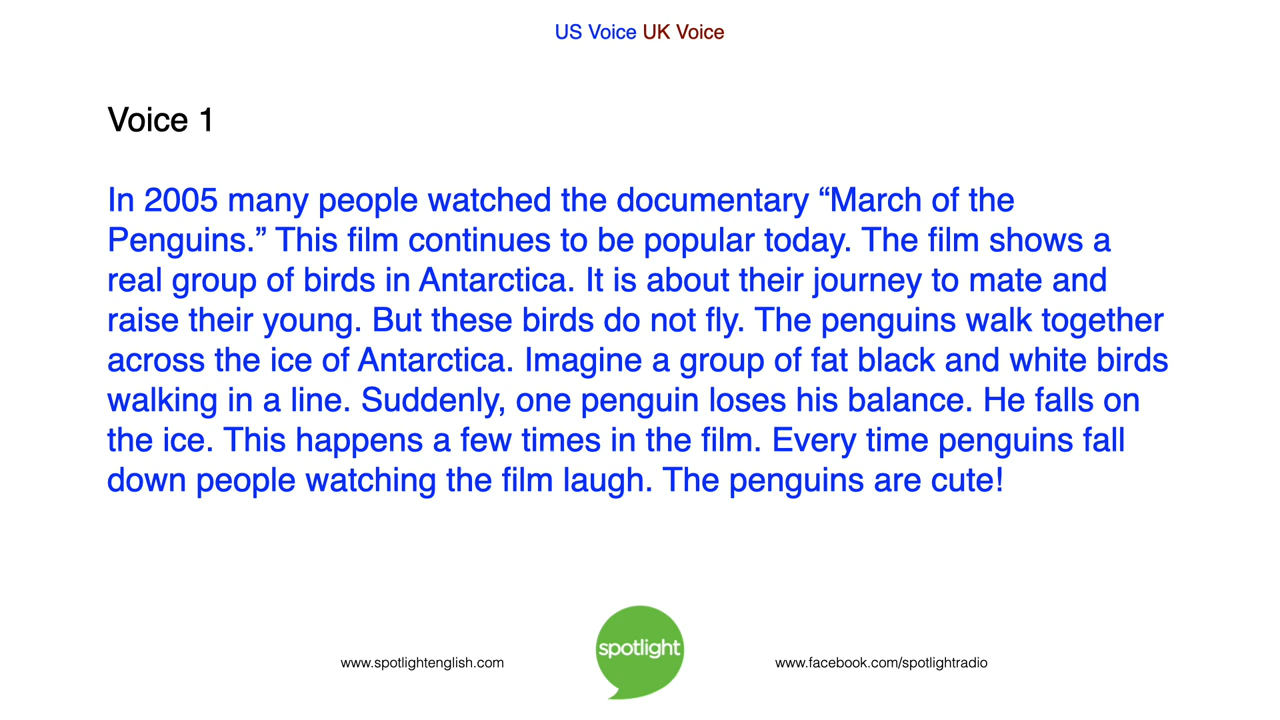 US Voice UK Voice
Voice 1
In 2005 many people watched the documentary “March of the
Penguins.” This film continues to be popular today. The film shows a
real group of birds in Antarctica. It is about their journey to mate and
raise their young. But these birds do not fly. The penguins walk together
across the ice of Antarctica. Imagine a group of fat black and white birds
walking in a line. Suddenly, one penguin loses his balance. He falls on
the ice. This happens a few times in the film. Every time penguins fall
down people watching the film laugh. The penguins are cute!
www.spotlightenglish.com
spotlight
www.facebook.com/spotlightradio